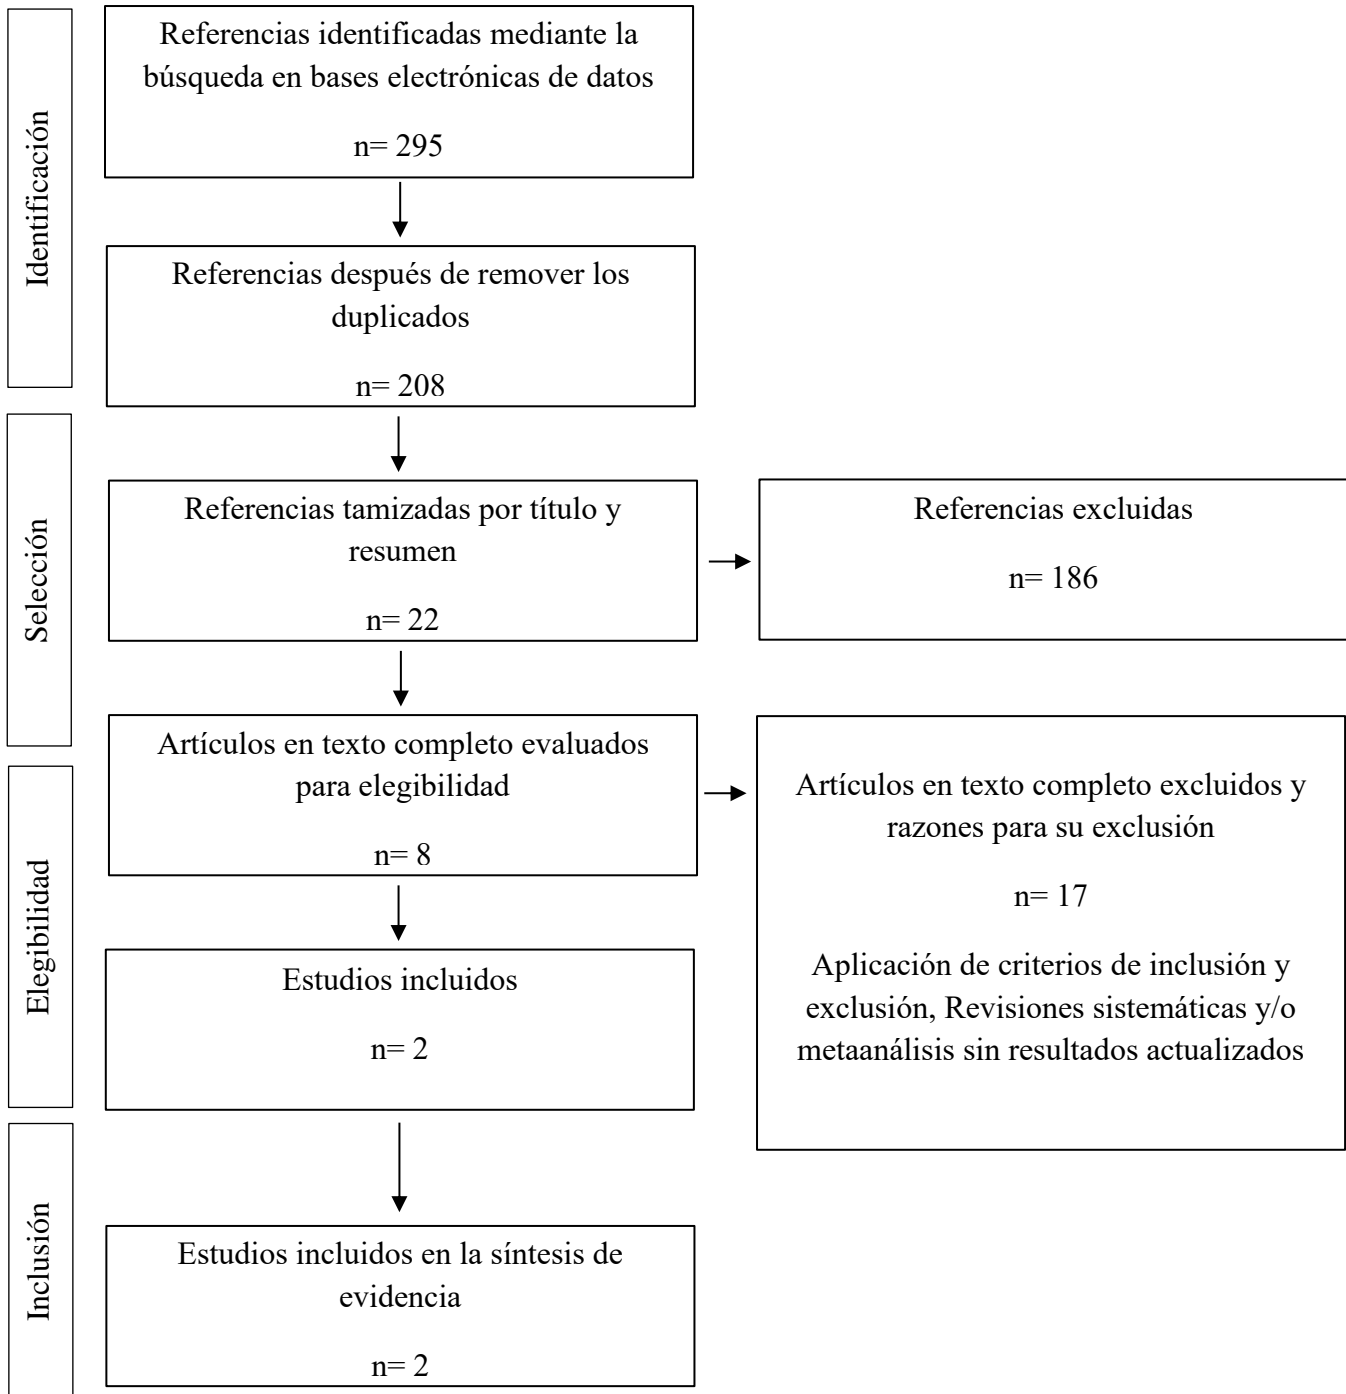 Identificación
Referencias identificadas mediante la
búsqueda en bases electrónicas de datos
n= 295
Referencias después de remover los
duplicados
n= 208
Selección
Referencias tamizadas por título y
resumen
n= 22
Referencias excluidas
n= 186
Artículos en texto completo evaluados
para elegibilidad
n= 8
Elegibilidad
Artículos en texto completo excluidos y
razones para su exclusión
n= 17
Aplicación de criterios de inclusión y
exclusión, Revisiones sistemáticas y/o
metaanálisis sin resultados actualizados
Estudios incluidos
n= 2
Inclusión
Estudios incluidos en la síntesis de
evidencia
n= 2